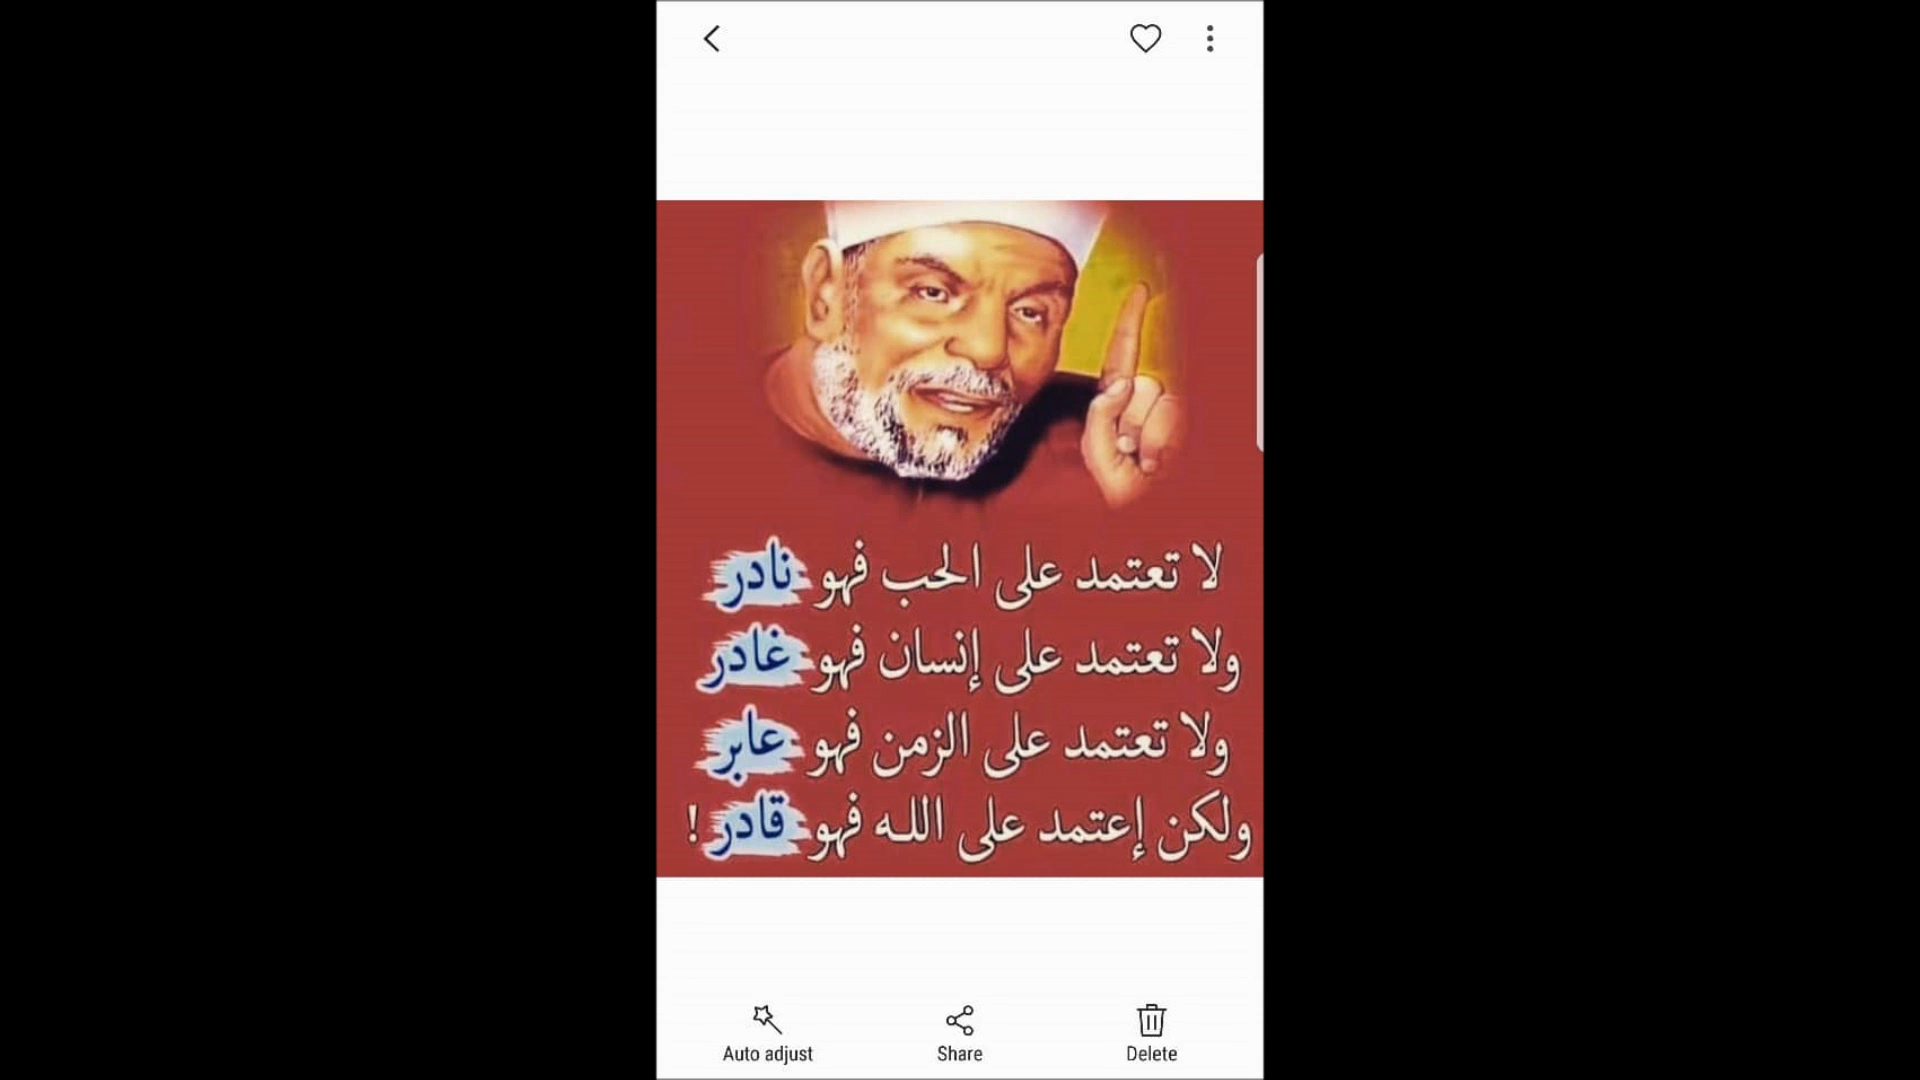 لا تعتمد على الحب فهو نادر
ولا تعتمد على إنسان فهو غادر
ولا تعتمد على الزمن فهو عابر
ولكن إعتمد على الله فهو قادر !
Auto adjust
Share
Delete